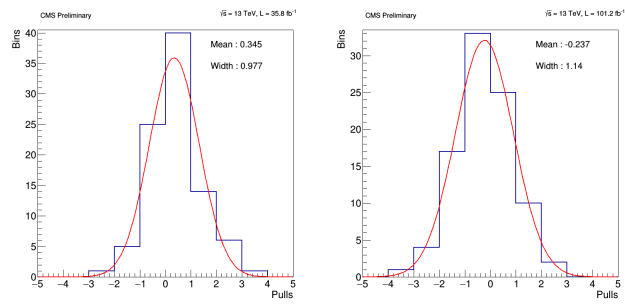 CMS Preliminary √s = 13 TeV, L = 35.8 fb⁻¹
Bins
40
35
30
25
20
15
10
5
0
Mean : 0.345
Width : 0.977
−5 −4 −3 −2 −1 0 1 2 3 4 5
Pulls
CMS Preliminary √s = 13 TeV, L = 101.2 fb⁻¹
Bins
30
25
20
15
10
5
0
Mean : -0.237
Width : 1.14
−5 −4 −3 −2 −1 0 1 2 3 4 5
Pulls